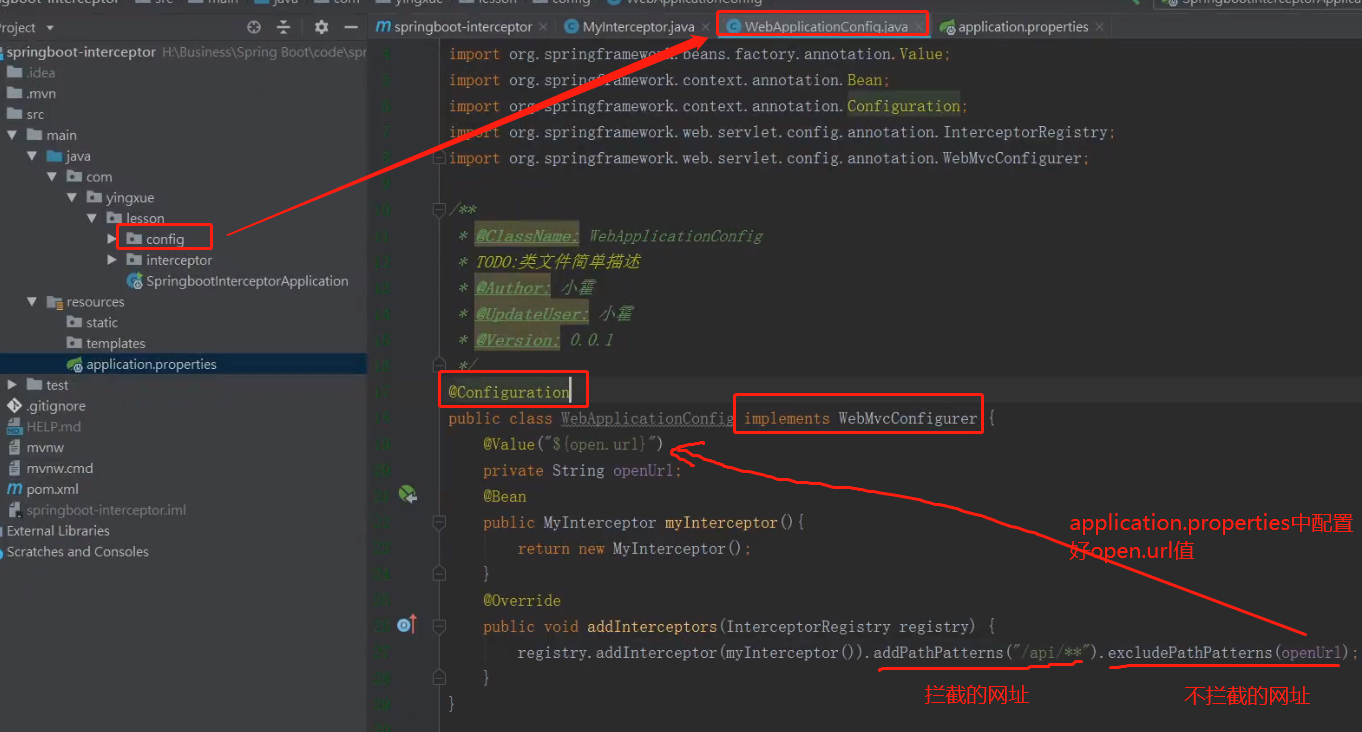 Project
springboot-interceptor H:\Business\Spring Boot\code\spr
.idea
.mvn
src
main
java
com
yingxue
lesson
config
interceptor
SpringbootInterceptorApplication
resources
static
templates
application.properties
test
.gitignore
HELP.md
mvnw
mvnw.cmd
pom.xml
springboot-interceptor.iml
External Libraries
Scratches and Consoles
springboot-interceptor MyInterceptor.java WebApplicationConfig.java application.properties
import org.springframework.beans.factory.annotation.Value;
import org.springframework.context.annotation.Bean;
import org.springframework.context.annotation.Configuration;
import org.springframework.web.servlet.config.annotation.InterceptorRegistry;
import org.springframework.web.servlet.config.annotation.WebMvcConfigurer;
/**
* @ClassName: WebApplicationConfig
* TODO:类文件简单描述
* @Author: 小霍
* @UpdateUser: 小霍
* @Version: 0.0.1
*/
@Configuration
public class WebApplicationConfig implements WebMvcConfigurer {
@Value("${open.url}")
private String openUrl;
@Bean
public MyInterceptor myInterceptor(){
return new MyInterceptor();
}
@Override
public void addInterceptors(InterceptorRegistry registry) {
registry.addInterceptor(myInterceptor()).addPathPatterns("/api/**").excludePathPatterns(openUrl);
}
}
application.properties中配置
好open.url值
拦截的网址
不拦截的网址